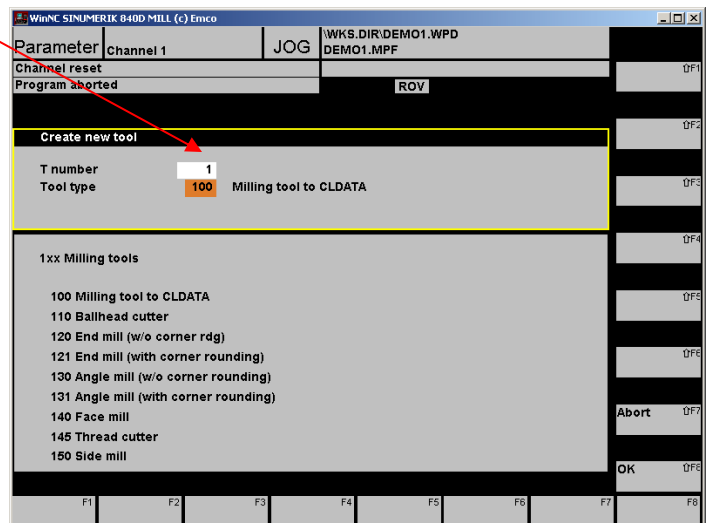 WinNC SINUMERIK 840D MILL (c) Emco
Parameter Channel 1 JOG \WKS.DIR\DEMO1.WPD
DEMO1.MPF
Channel reset
Program aborted ROV
⇧F1
Create new tool
⇧F2
T number 1
Tool type 100 Milling tool to CLDATA
⇧F3
1xx Milling tools
⇧F4
100 Milling tool to CLDATA
⇧F5
110 Ballhead cutter
120 End mill (w/o corner rdg)
121 End mill (with corner rounding)
⇧F6
130 Angle mill (w/o corner rounding)
131 Angle mill (with corner rounding)
140 Face mill
Abort ⇧F7
145 Thread cutter
150 Side mill
OK ⇧F8
F1 F2 F3 F4 F5 F6 F7 F8